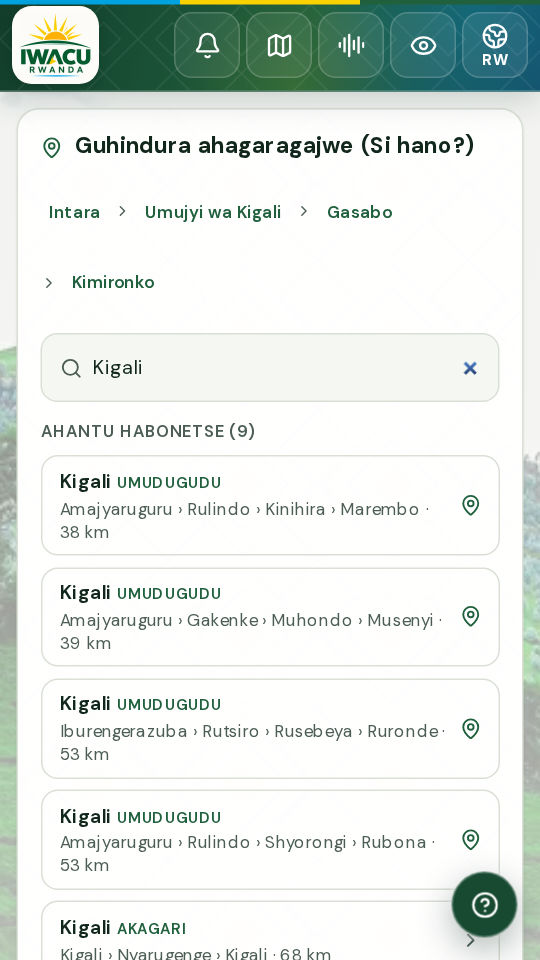 IWACU
RWANDA
RW
Guhindura ahagaragajwe (Si hano?)
Intara › Umujyi wa Kigali › Gasabo
› Kimironko
Kigali
AHANTU HABONETSE (9)
Kigali UMUDUGUDU
Amajyaruguru › Rulindo › Kinihira › Marembo ·
38 km
Kigali UMUDUGUDU
Amajyaruguru › Gakenke › Muhondo › Musenyi ·
39 km
Kigali UMUDUGUDU
Iburengerazuba › Rutsiro › Rusebeya › Ruronde ·
53 km
Kigali UMUDUGUDU
Amajyaruguru › Rulindo › Shyorongi › Rubona ·
53 km
Kigali AKAGARI
Kigali › Nyarugenge › Kigali · 68 km